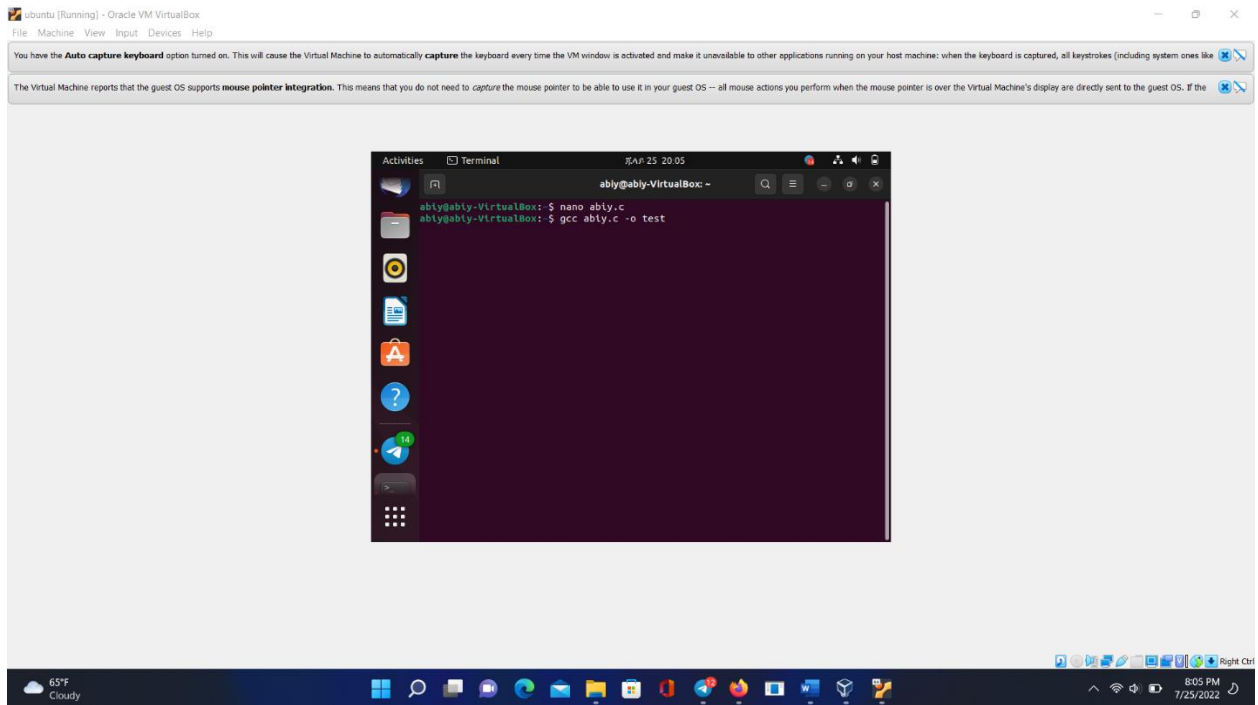 ubuntu [Running] - Oracle VM VirtualBox
File Machine View Input Devices Help
You have the Auto capture keyboard option turned on. This will cause the Virtual Machine to automatically capture the keyboard every time the VM window is activated and make it unavailable to other applications running on your host machine: when the keyboard is captured, all keystrokes (including system ones like
The Virtual Machine reports that the guest OS supports mouse pointer integration. This means that you do not need to capture the mouse pointer to be able to use it in your guest OS -- all mouse actions you perform when the mouse pointer is over the Virtual Machine's display are directly sent to the guest OS. If the
Activities Terminal 25 20:05
abiy@abiy-VirtualBox: ~
abiy@abiy-VirtualBox:~$ nano abiy.c
abiy@abiy-VirtualBox:~$ gcc abiy.c -o test
14
Right Ctrl
65°F
Cloudy
8:05 PM
7/25/2022